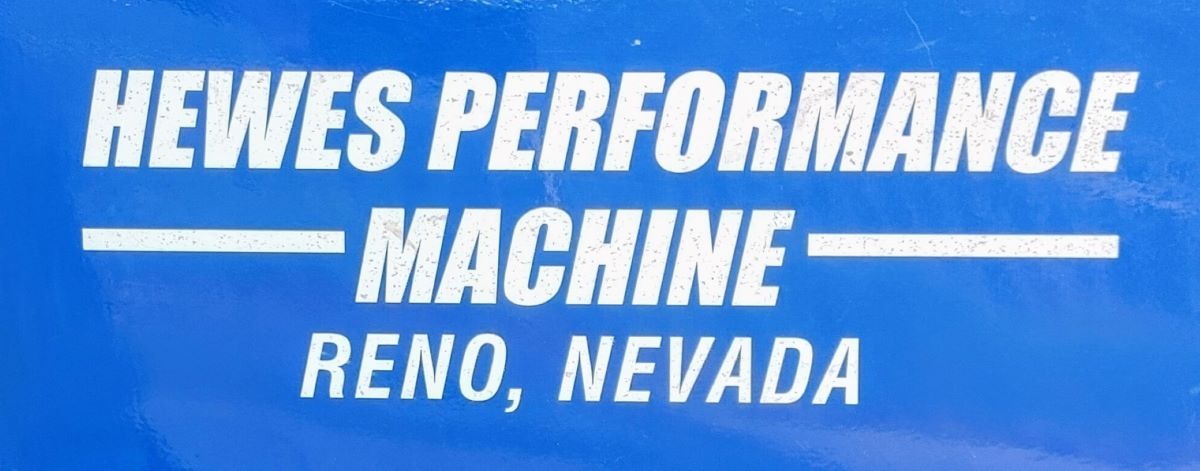 HEWES PERFORMANCE
MACHINE
RENO, NEVADA